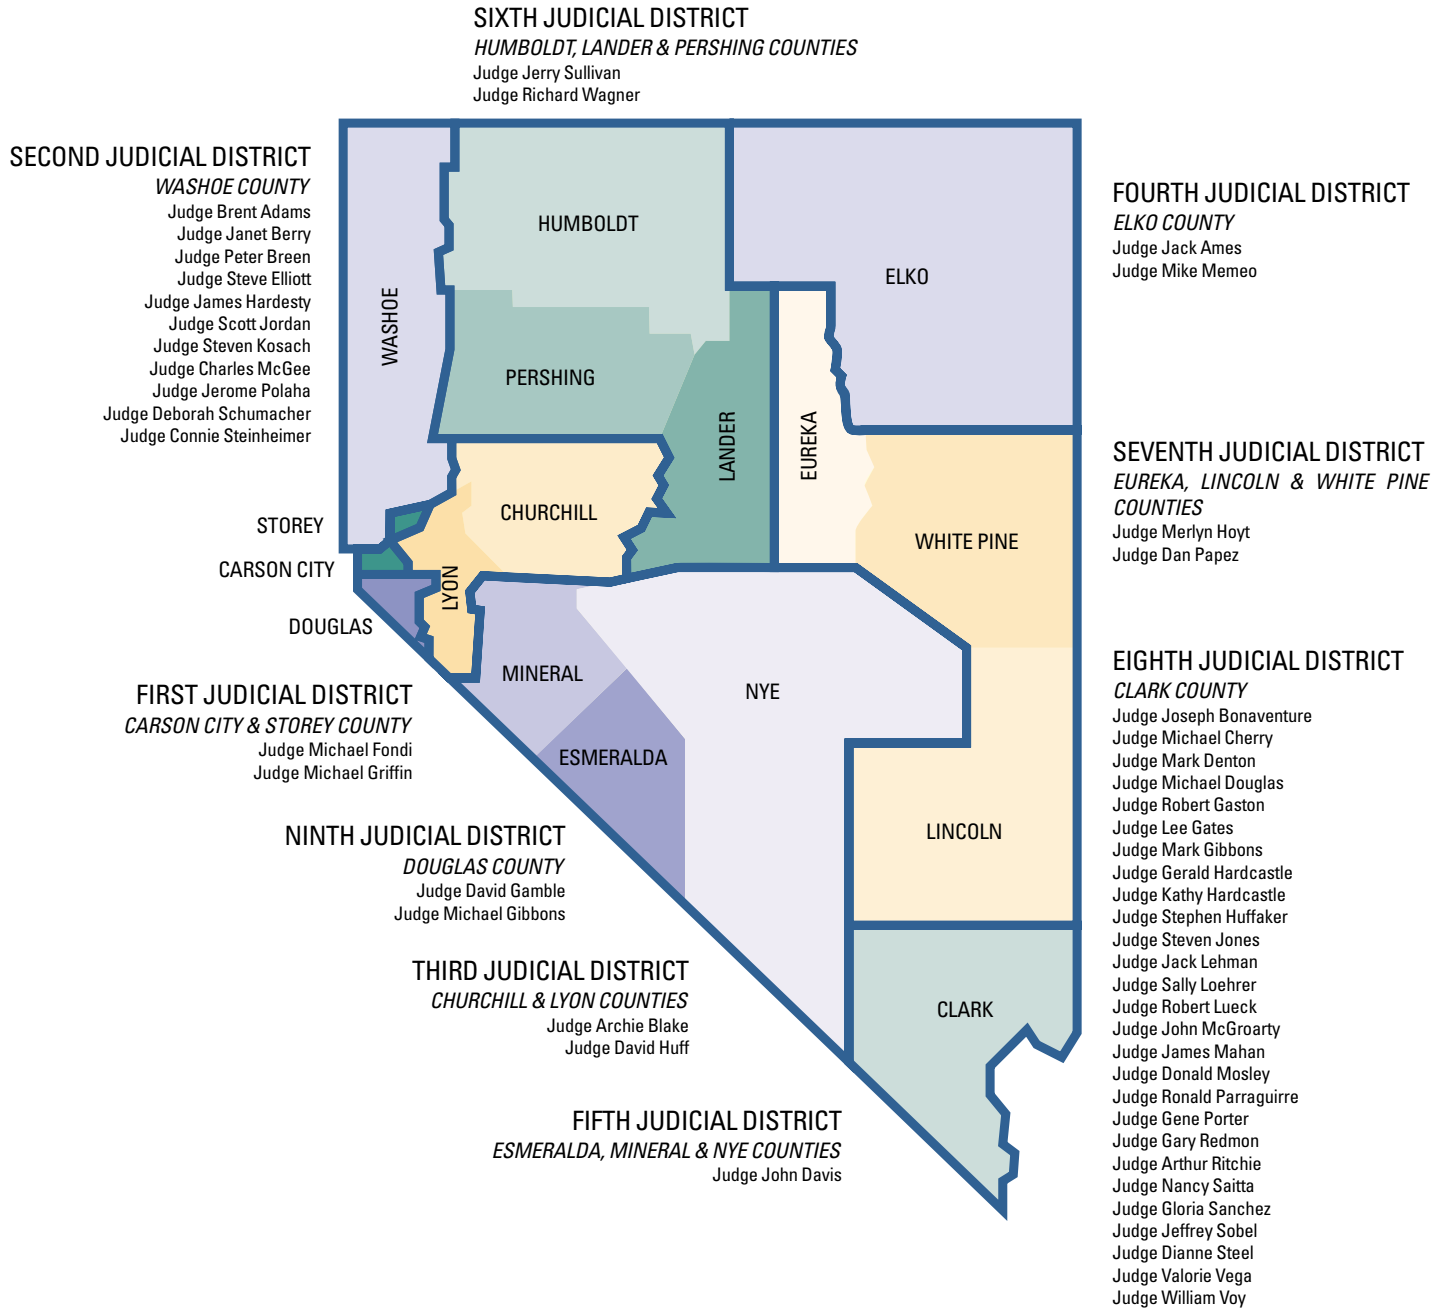 SIXTH JUDICIAL DISTRICT
HUMBOLDT, LANDER & PERSHING COUNTIES
Judge Jerry Sullivan
Judge Richard Wagner
SECOND JUDICIAL DISTRICT
WASHOE COUNTY
Judge Brent Adams
Judge Janet Berry
Judge Peter Breen
Judge Steve Elliott
Judge James Hardesty
Judge Scott Jordan
Judge Steven Kosach
Judge Charles McGee
Judge Jerome Polaha
Judge Deborah Schumacher
Judge Connie Steinheimer
FOURTH JUDICIAL DISTRICT
ELKO COUNTY
Judge Jack Ames
Judge Mike Memeo
HUMBOLDT
ELKO
WASHOE
PERSHING
LANDER
EUREKA
SEVENTH JUDICIAL DISTRICT
EUREKA, LINCOLN & WHITE PINE
COUNTIES
Judge Merlyn Hoyt
Judge Dan Papez
CHURCHILL
STOREY
WHITE PINE
CARSON CITY
LYON
DOUGLAS
MINERAL
NYE
ESMERALDA
LINCOLN
CLARK
FIRST JUDICIAL DISTRICT
CARSON CITY & STOREY COUNTY
Judge Michael Fondi
Judge Michael Griffin
NINTH JUDICIAL DISTRICT
DOUGLAS COUNTY
Judge David Gamble
Judge Michael Gibbons
THIRD JUDICIAL DISTRICT
CHURCHILL & LYON COUNTIES
Judge Archie Blake
Judge David Huff
FIFTH JUDICIAL DISTRICT
ESMERALDA, MINERAL & NYE COUNTIES
Judge John Davis
EIGHTH JUDICIAL DISTRICT
CLARK COUNTY
Judge Joseph Bonaventure
Judge Michael Cherry
Judge Mark Denton
Judge Michael Douglas
Judge Robert Gaston
Judge Lee Gates
Judge Mark Gibbons
Judge Gerald Hardcastle
Judge Kathy Hardcastle
Judge Stephen Huffaker
Judge Steven Jones
Judge Jack Lehman
Judge Sally Loehrer
Judge Robert Lueck
Judge John McGroarty
Judge James Mahan
Judge Donald Mosley
Judge Ronald Parraguirre
Judge Gene Porter
Judge Gary Redmon
Judge Arthur Ritchie
Judge Nancy Saitta
Judge Gloria Sanchez
Judge Jeffrey Sobel
Judge Dianne Steel
Judge Valorie Vega
Judge William Voy